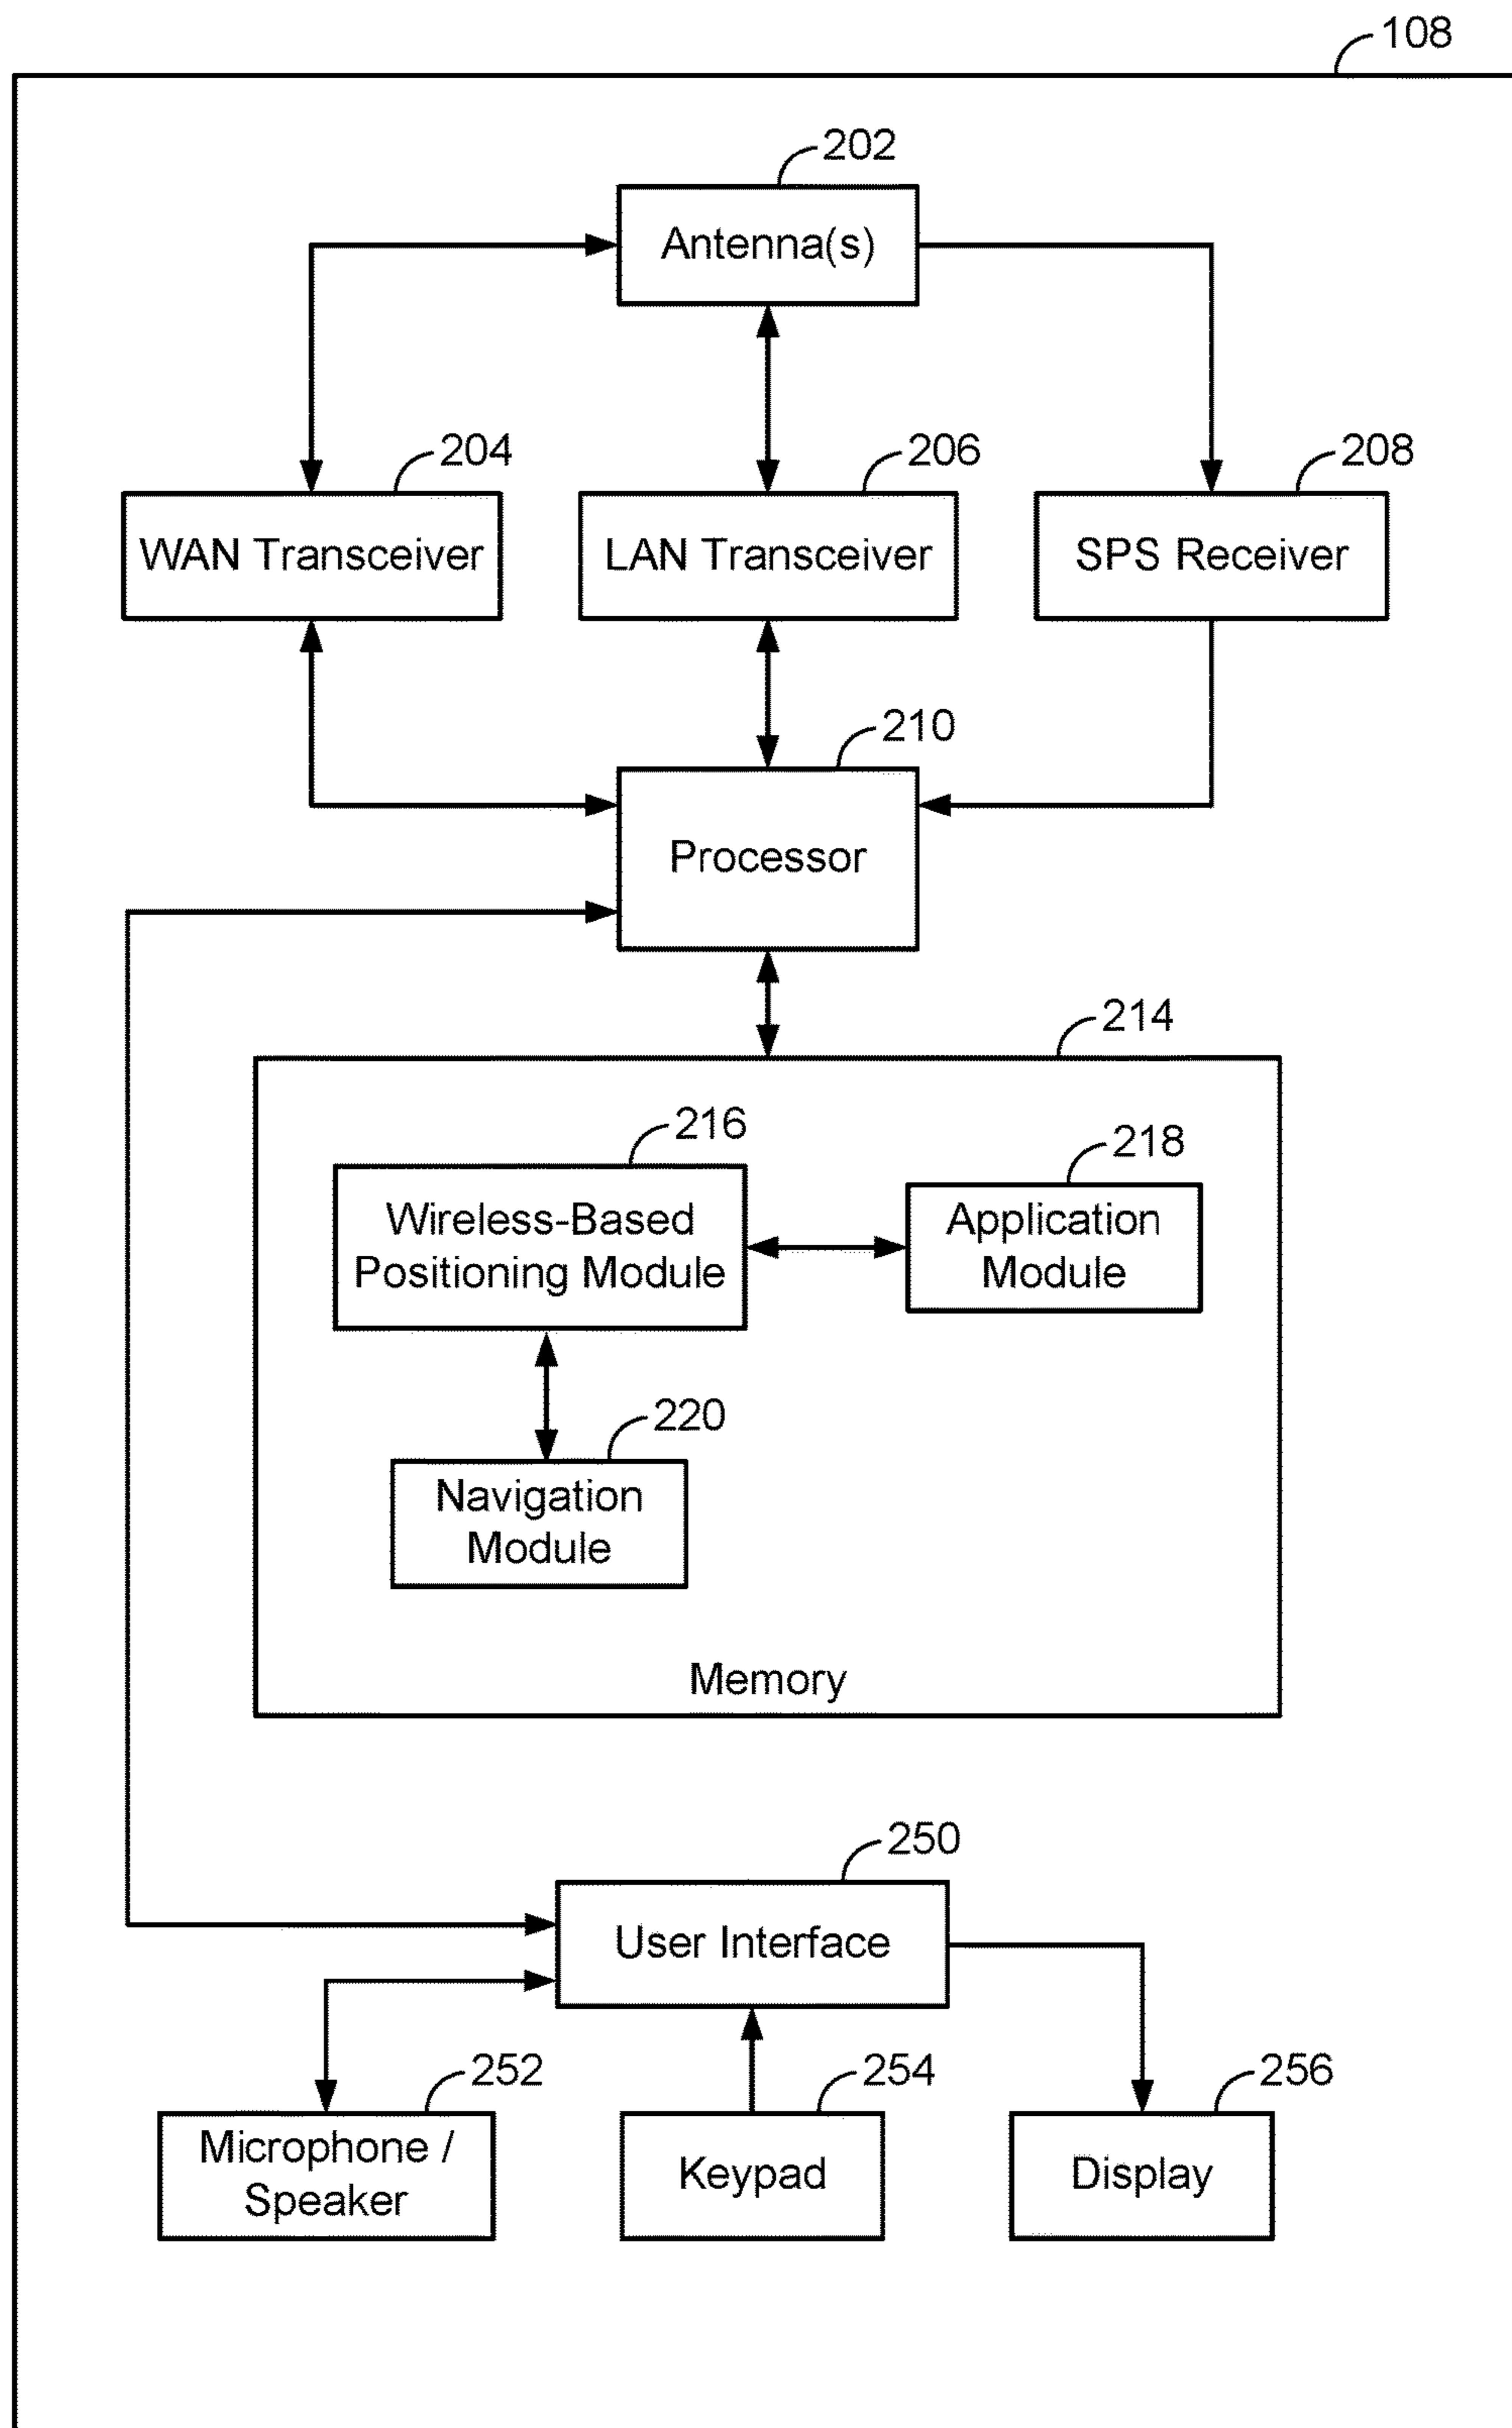 108
202
Antenna(s)
204
206
208
WAN Transceiver
LAN Transceiver
SPS Receiver
210
Processor
214
216
218
Wireless-Based
Positioning Module
Application
Module
220
Navigation
Module
Memory
250
User Interface
252
254
256
Microphone /
Speaker
Keypad
Display